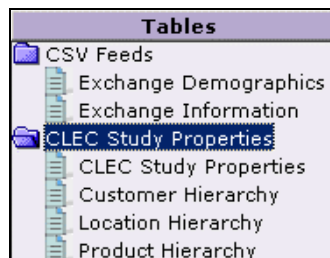 Tables
CSV Feeds
Exchange Demographics
Exchange Information
CLEC Study Properties
CLEC Study Properties
Customer Hierarchy
Location Hierarchy
Product Hierarchy